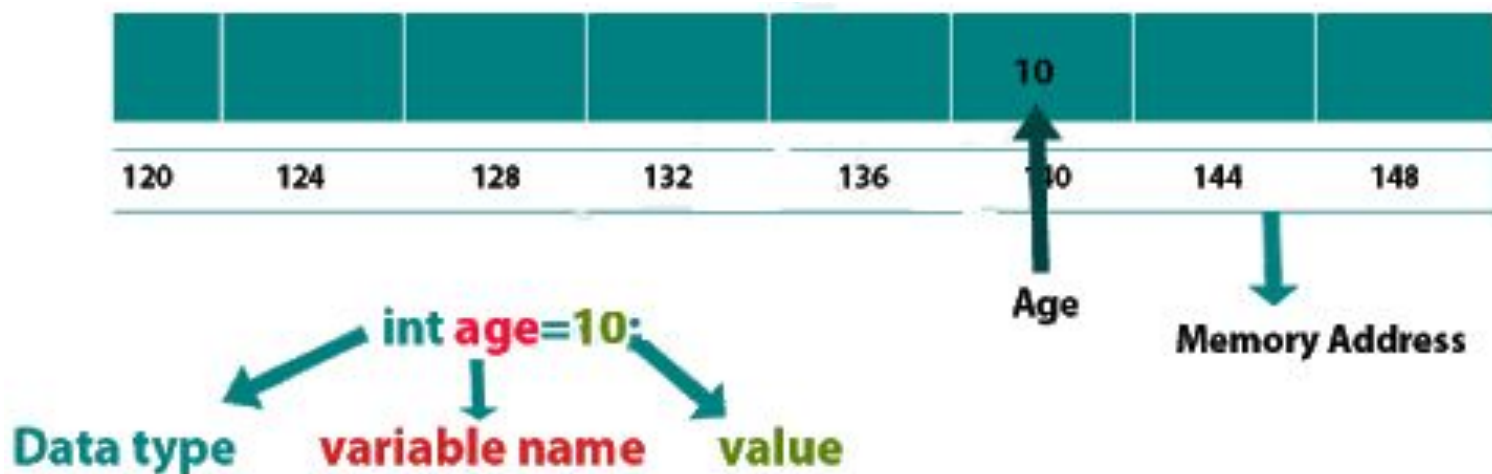 10
120 124 128 132 136 140 144 148
Age
Memory Address
int age=10;
Data type variable name value